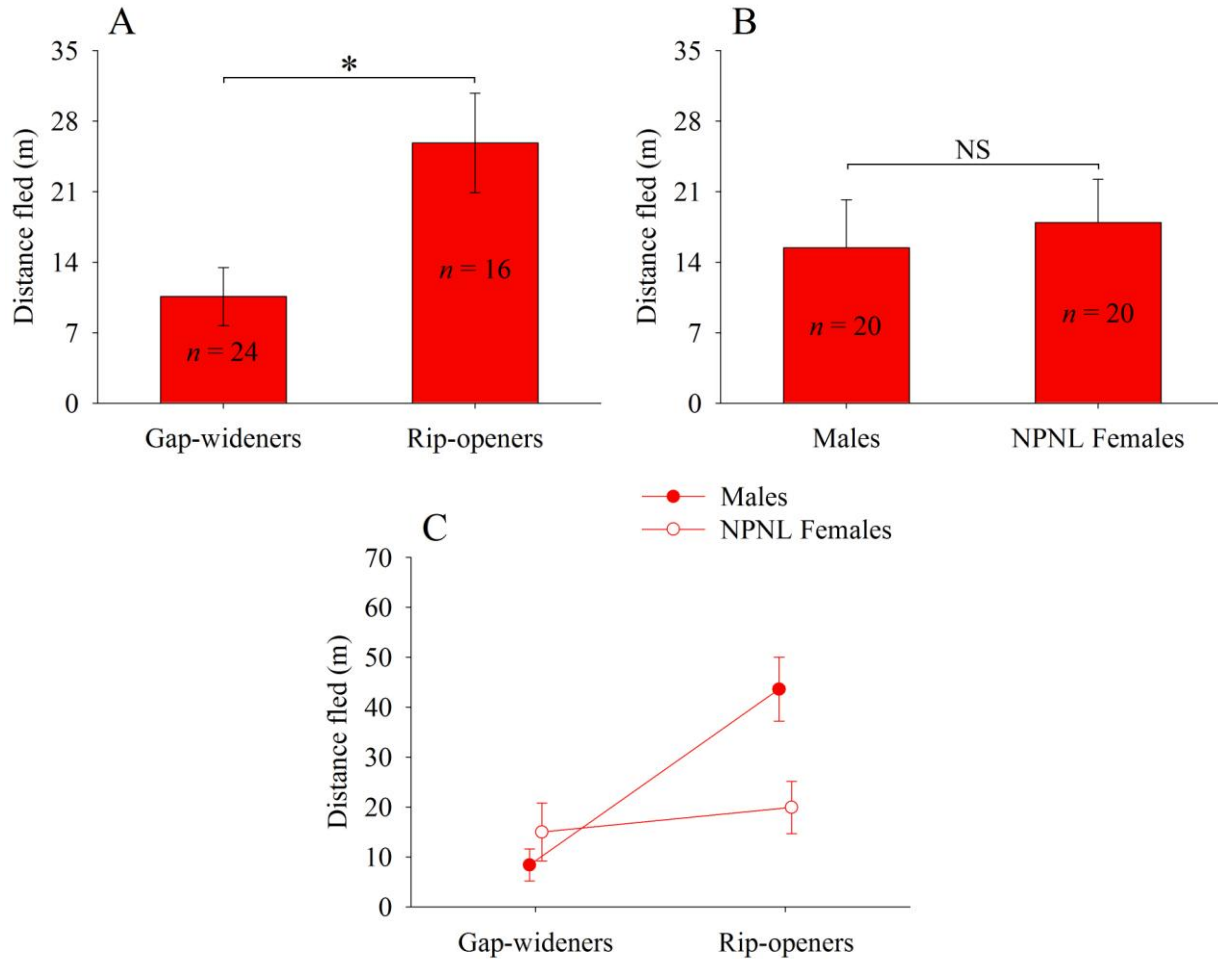 A
35
28
21
14
7
0
Distance fled (m)
*
n = 24
n = 16
Gap-wideners
Rip-openers
B
35
28
21
14
7
0
Distance fled (m)
NS
n = 20
n = 20
Males
NPNL Females
Males
NPNL Females
C
70
60
50
40
30
20
10
0
Distance fled (m)
Gap-wideners
Rip-openers